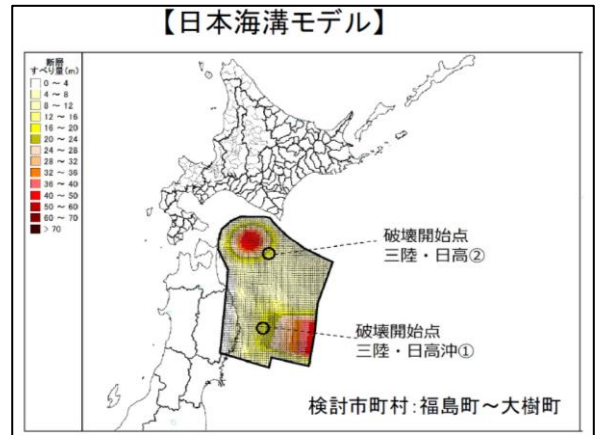 【日本海溝モデル】
断層
すべり量(m)
0 ～ 4
4 ～ 8
8 ～ 12
12 ～ 16
16 ～ 20
20 ～ 24
24 ～ 28
28 ～ 32
32 ～ 36
36 ～ 40
40 ～ 50
50 ～ 60
60 ～ 70
> 70
破壊開始点
三陸・日高②
破壊開始点
三陸・日高沖①
検討市町村:福島町～大樹町